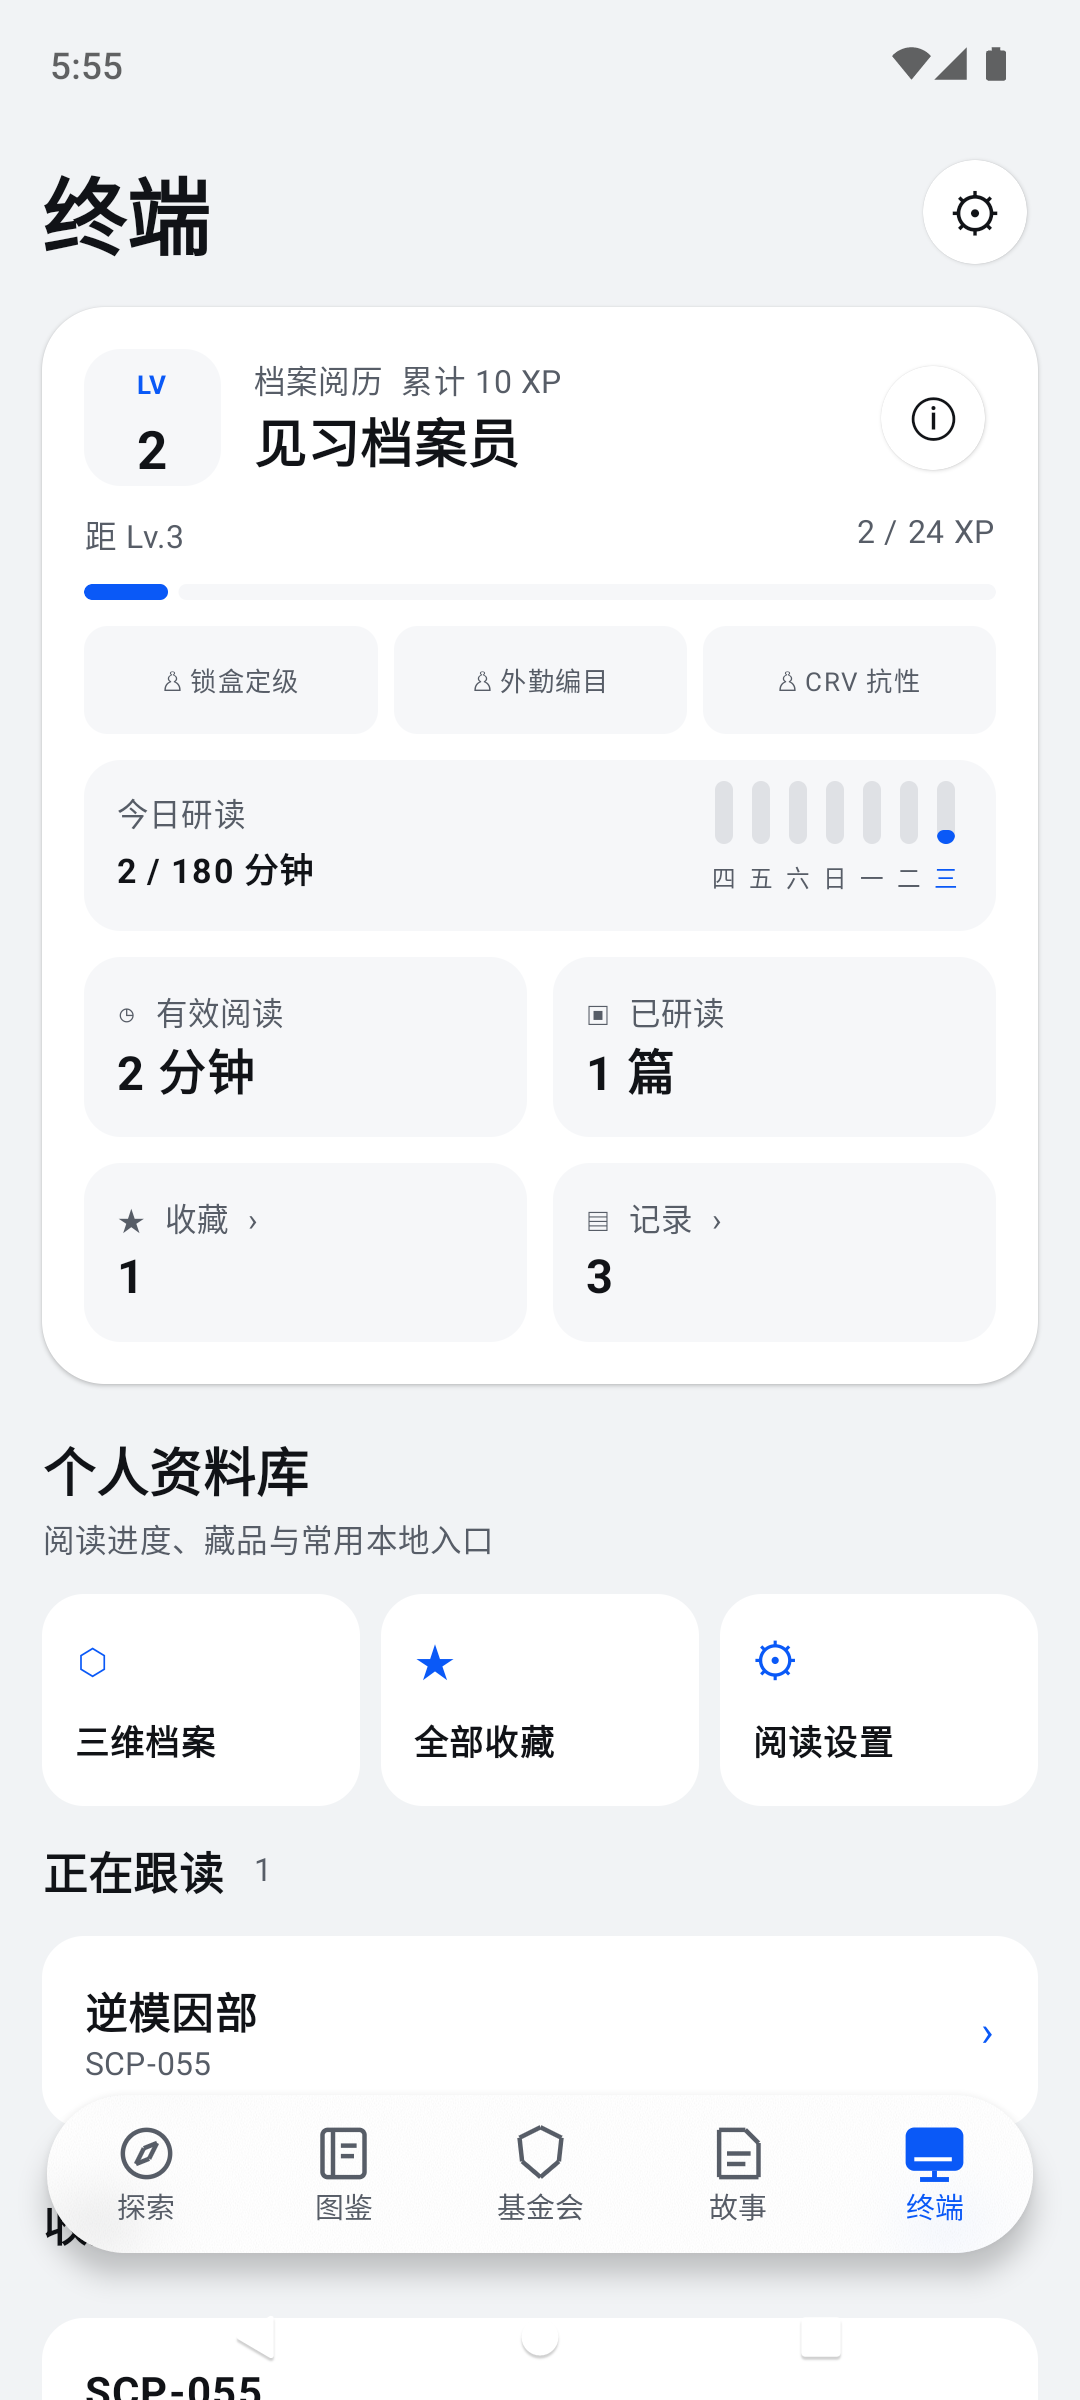 5:55
终端
LV
2
档案阅历 累计 10 XP
见习档案员
距 Lv.3
2 / 24 XP
锁盒定级
外勤编目
CRV 抗性
今日研读
2 / 180 分钟
四 五 六 日 一 二 三
有效阅读
2 分钟
已研读
1 篇
收藏 ›
1
记录 ›
3
个人资料库
阅读进度、藏品与常用本地入口
三维档案
全部收藏
阅读设置
正在跟读 1
逆模因部
SCP-055
›
探索
图鉴
基金会
故事
终端
SCP-055